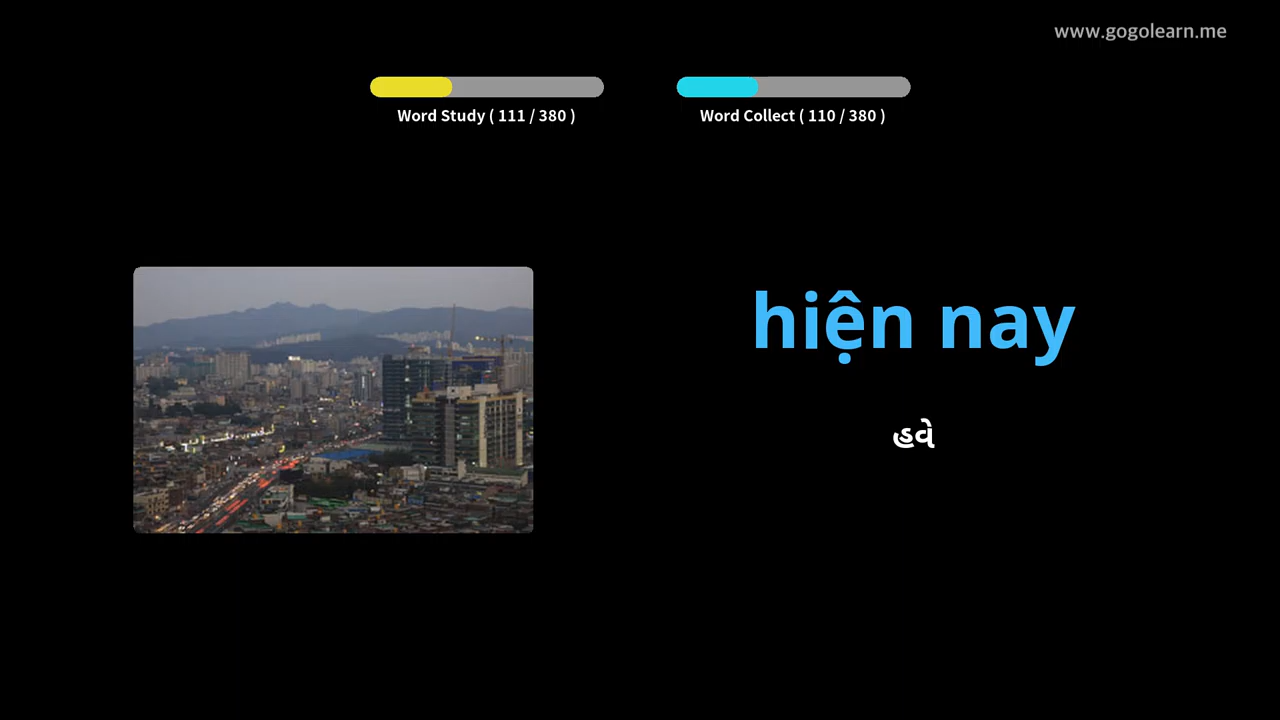 www.gogolearn.me
Word Study ( 111 / 380 )
Word Collect ( 110 / 380 )
hiện nay
હવે